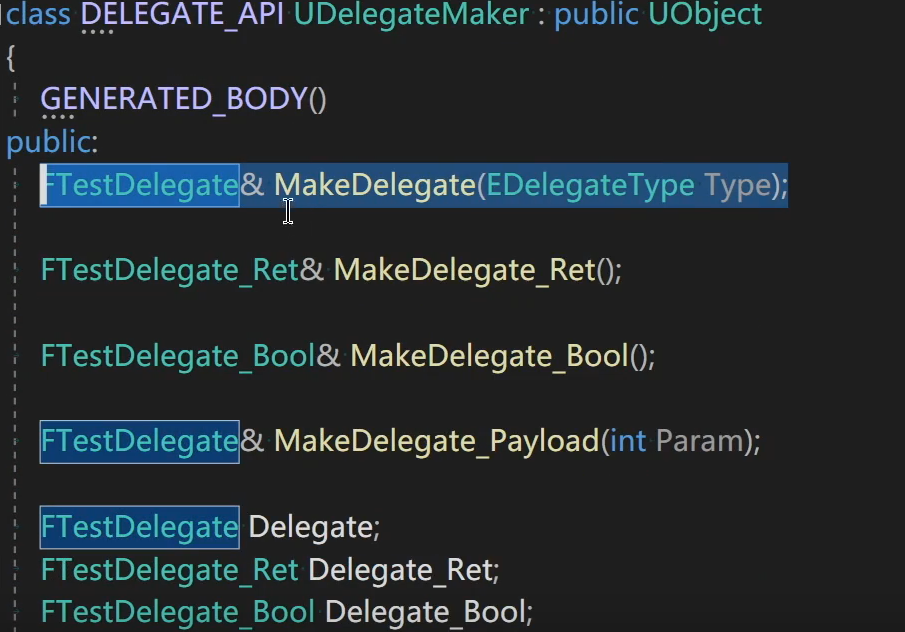 class DELEGATE_API UDelegateMaker : public UObject
{
GENERATED_BODY()
public:
FTestDelegate& MakeDelegate(EDelegateType Type);
FTestDelegate_Ret& MakeDelegate_Ret();
FTestDelegate_Bool& MakeDelegate_Bool();
FTestDelegate& MakeDelegate_Payload(int Param);
FTestDelegate Delegate;
FTestDelegate_Ret Delegate_Ret;
FTestDelegate_Bool Delegate_Bool;